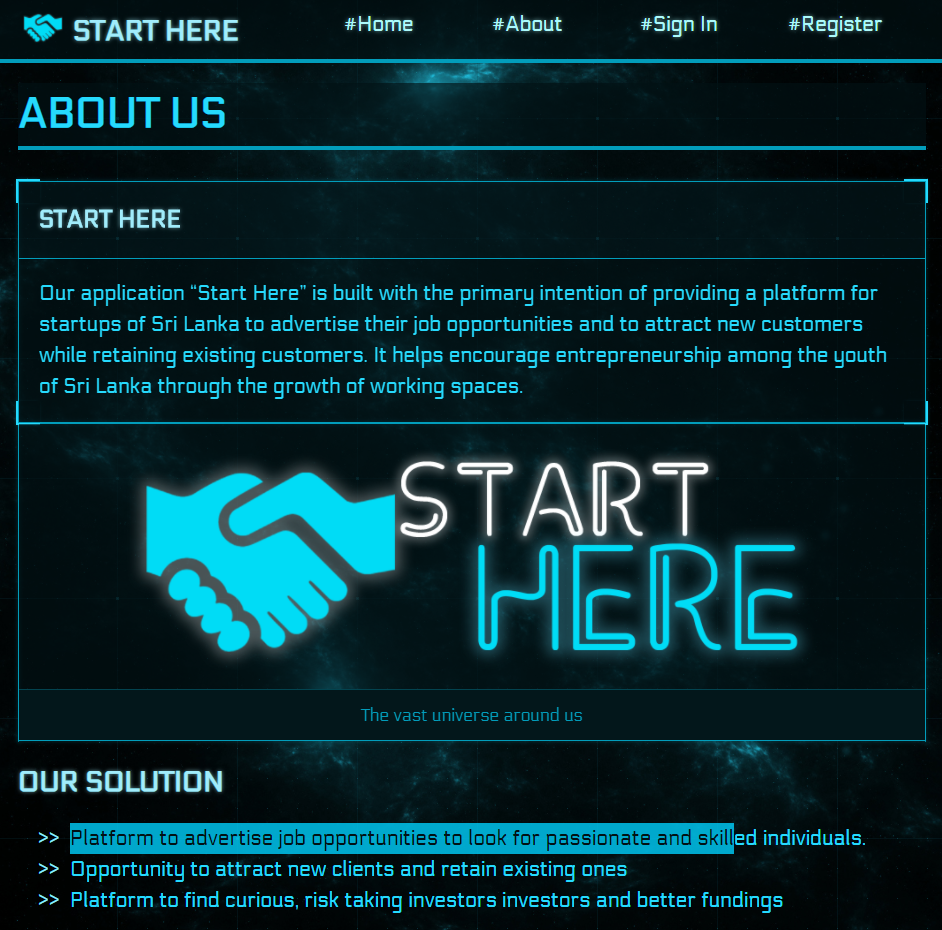 START HERE
#Home
#About
#Sign In
#Register
ABOUT US
START HERE
Our application “Start Here” is built with the primary intention of providing a platform for
startups of Sri Lanka to advertise their job opportunities and to attract new customers
while retaining existing customers. It helps encourage entrepreneurship among the youth
of Sri Lanka through the growth of working spaces.
START
HERE
The vast universe around us
OUR SOLUTION
>> Platform to advertise job opportunities to look for passionate and skilled individuals.
>> Opportunity to attract new clients and retain existing ones
>> Platform to find curious, risk taking investors investors and better fundings